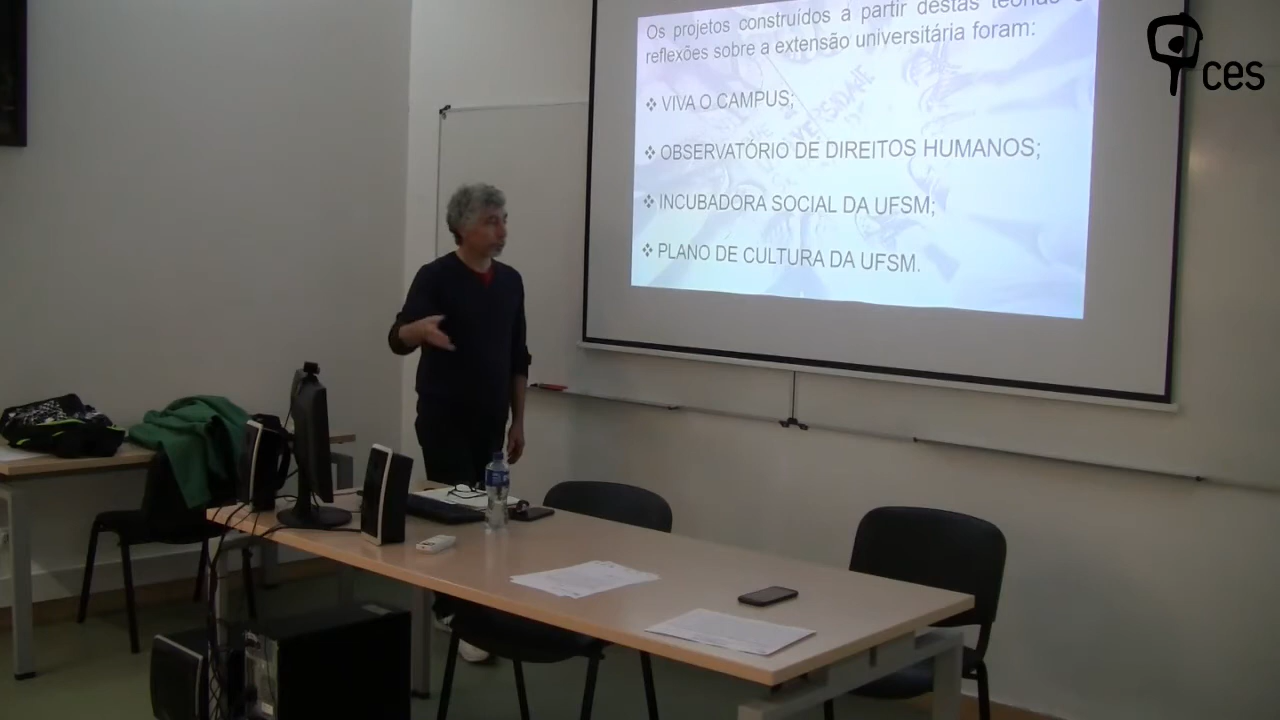 Os projetos construídos a partir destas teorias e
reflexões sobre a extensão universitária foram:
❖ VIVA O CAMPUS;
❖ OBSERVATÓRIO DE DIREITOS HUMANOS;
❖ INCUBADORA SOCIAL DA UFSM;
❖ PLANO DE CULTURA DA UFSM.
ces